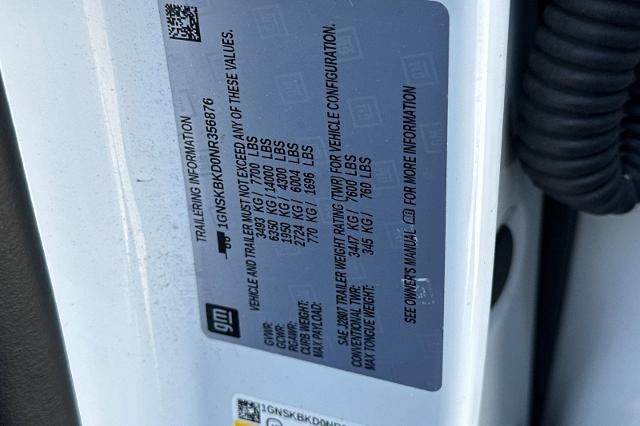 TRAILERING INFORMATION
1GNSKBKD0NR356876
VEHICLE AND TRAILER MUST NOT EXCEED ANY OF THESE VALUES.
GVWR: 3493 KG / 7700 LBS
GCWR: 6350 KG / 14000 LBS
RGAWR: 1950 KG / 4300 LBS
CURB WEIGHT: 2724 KG / 6004 LBS
MAX PAYLOAD: 770 KG / 1696 LBS
SAE J2807 TRAILER WEIGHT RATING (TWR) FOR VEHICLE CONFIGURATION.
CONVENTIONAL TWR: 3447 KG / 7600 LBS
MAX TONGUE WEIGHT: 345 KG / 760 LBS
SEE OWNER'S MANUAL FOR MORE INFORMATION
gm
1GNSKBKD0NR